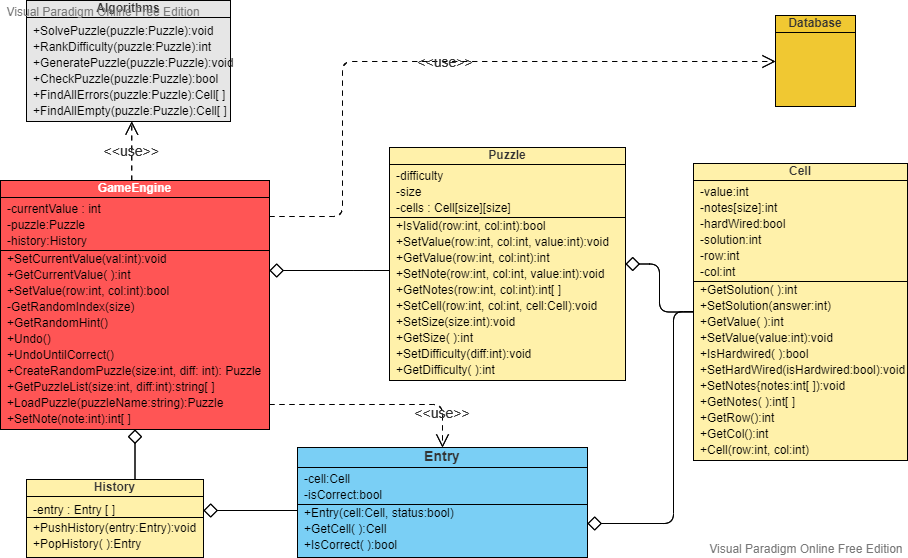 Visual Paradigm Online Free Edition
Algorithms
+SolvePuzzle(puzzle:Puzzle):void
+RankDifficulty(puzzle:Puzzle):int
+GeneratePuzzle(puzzle:Puzzle):void
+CheckPuzzle(puzzle:Puzzle):bool
+FindAllErrors(puzzle:Puzzle):Cell[ ]
+FindAllEmpty(puzzle:Puzzle):Cell[ ]
<<use>>
Database
<<use>>
GameEngine
-currentValue : int
-puzzle:Puzzle
-history:History
+SetCurrentValue(val:int):void
+GetCurrentValue( ):int
+SetValue(row:int, col:int):bool
-GetRandomIndex(size)
+GetRandomHint()
+Undo()
+UndoUntilCorrect()
+CreateRandomPuzzle(size:int, diff: int): Puzzle
+GetPuzzleList(size:int, diff:int):string[ ]
+LoadPuzzle(puzzleName:string):Puzzle
+SetNote(note:int):int[ ]
Puzzle
-difficulty
-size
-cells : Cell[size][size]
+IsValid(row:int, col:int):bool
+SetValue(row:int, col:int, value:int):void
+GetValue(row:int, col:int):int
+SetNote(row:int, col:int, value:int):void
+GetNotes(row:int, col:int):int[ ]
+SetCell(row:int, col:int, cell:Cell):void
+SetSize(size:int):void
+GetSize( ):int
+SetDifficulty(diff:int):void
+GetDifficulty( ):int
Cell
-value:int
-notes[size]:int
-hardWired:bool
-solution:int
-row:int
-col:int
+GetSolution( ):int
+SetSolution(answer:int)
+GetValue( ):int
+SetValue(value:int):void
+IsHardwired( ):bool
+SetHardWired(isHardwired:bool):void
+SetNotes{notes:int[ ]):void
+GetNotes( ):int[ ]
+GetRow():int
+GetCol():int
+Cell(row:int, col:int)
<<use>>
History
-entry : Entry [ ]
+PushHistory(entry:Entry):void
+PopHistory( ):Entry
Entry
-cell:Cell
-isCorrect:bool
+Entry(cell:Cell, status:bool)
+GetCell( ):Cell
+IsCorrect( ):bool
Visual Paradigm Online Free Edition